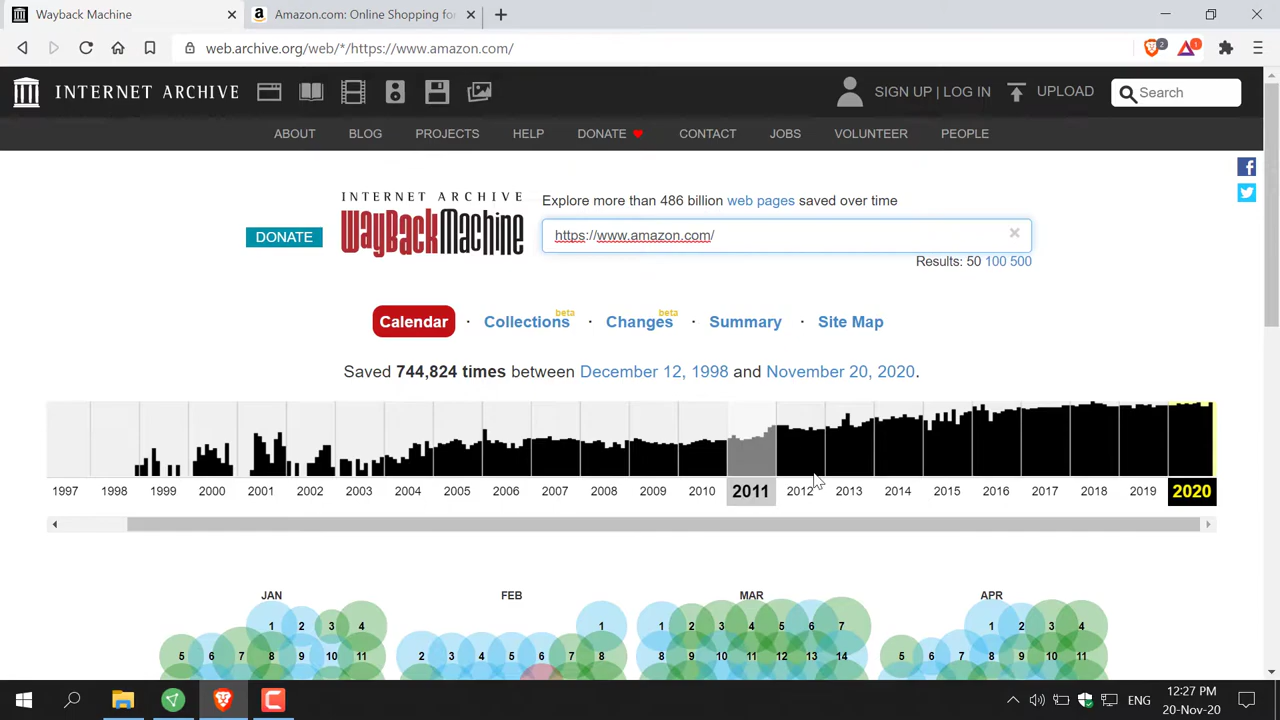 Wayback Machine
Amazon.com: Online Shopping for
web.archive.org/web/*/https://www.amazon.com/
2
1
INTERNET ARCHIVE
SIGN UP | LOG IN
UPLOAD
Search
ABOUT BLOG PROJECTS HELP DONATE CONTACT JOBS VOLUNTEER PEOPLE
DONATE
INTERNET ARCHIVE
WayBackMachine
Explore more than 486 billion web pages saved over time
https://www.amazon.com/
Results: 50 100 500
Calendar · Collections beta · Changes beta · Summary · Site Map
Saved 744,824 times between December 12, 1998 and November 20, 2020.
1997 1998 1999 2000 2001 2002 2003 2004 2005 2006 2007 2008 2009 2010 2011 2012 2013 2014 2015 2016 2017 2018 2019 2020
JAN FEB MAR APR
1 2 3 4 1 1 2 3 4 5 6 7 1 2 3 4
5 6 7 8 9 10 11 2 3 4 5 6 7 8 8 9 10 11 12 13 14 5 6 7 8 9 10 11
ENG
12:27 PM
20-Nov-20